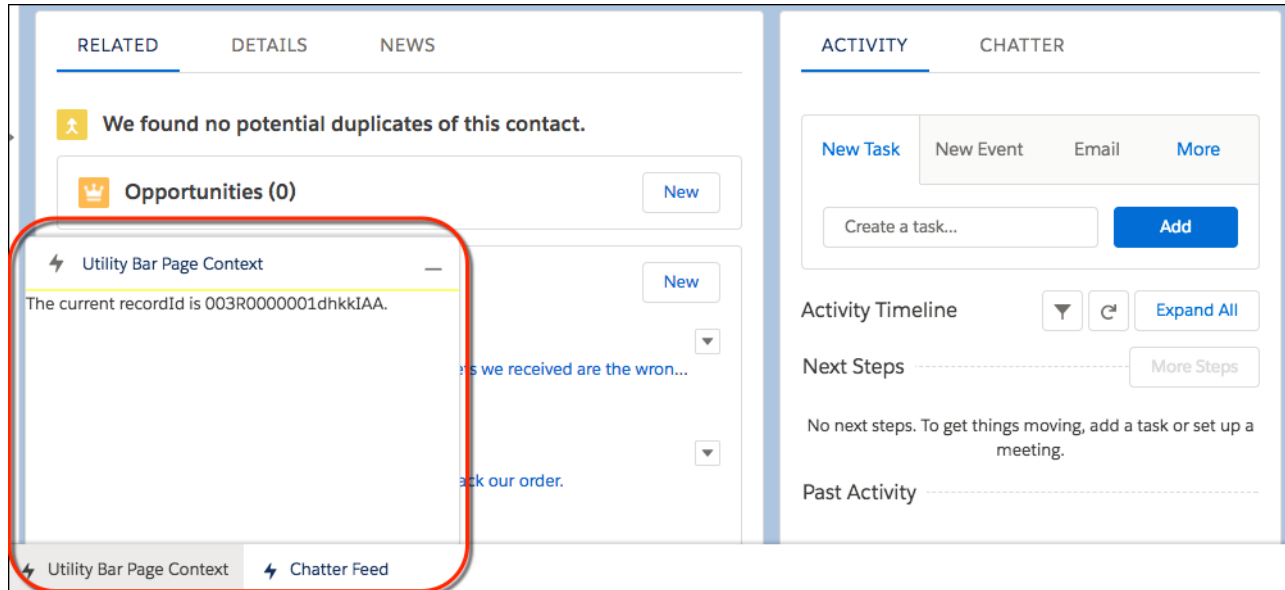 RELATED DETAILS NEWS
We found no potential duplicates of this contact.
Opportunities (0) New
Utility Bar Page Context
The current recordId is 003R0000001dhkkIAA.
New
we received are the wron...
our order.
Utility Bar Page Context Chatter Feed
ACTIVITY CHATTER
New Task New Event Email More
Create a task... Add
Activity Timeline Expand All
Next Steps More Steps
No next steps. To get things moving, add a task or set up a
meeting.
Past Activity